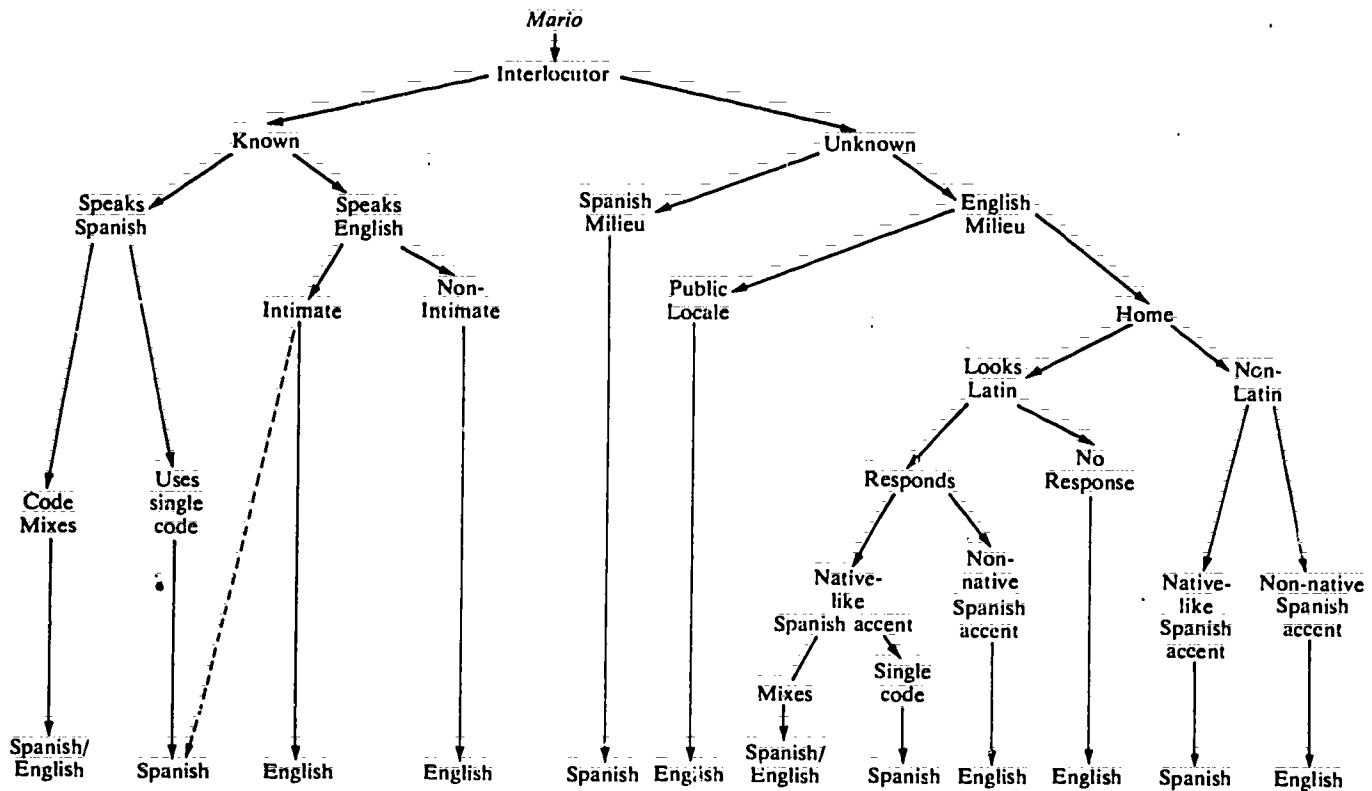 Mario
Interlocutor
Known
Unknown
Speaks
Spanish
Speaks
English
Spanish
Milieu
English
Milieu
Intimate
Non-
Intimate
Public
Locale
Home
Looks
Latin
Non-
Latin
Code
Mixes
Uses
single
code
Responds
No
Response
Native-
like
Spanish accent
Non-
native
Spanish
accent
Native-
like
Spanish
accent
Non-native
Spanish
accent
Mixes
Single
code
Spanish/
English
Spanish
English
English
Spanish
English
Spanish/
English
Spanish
English
English
Spanish
English